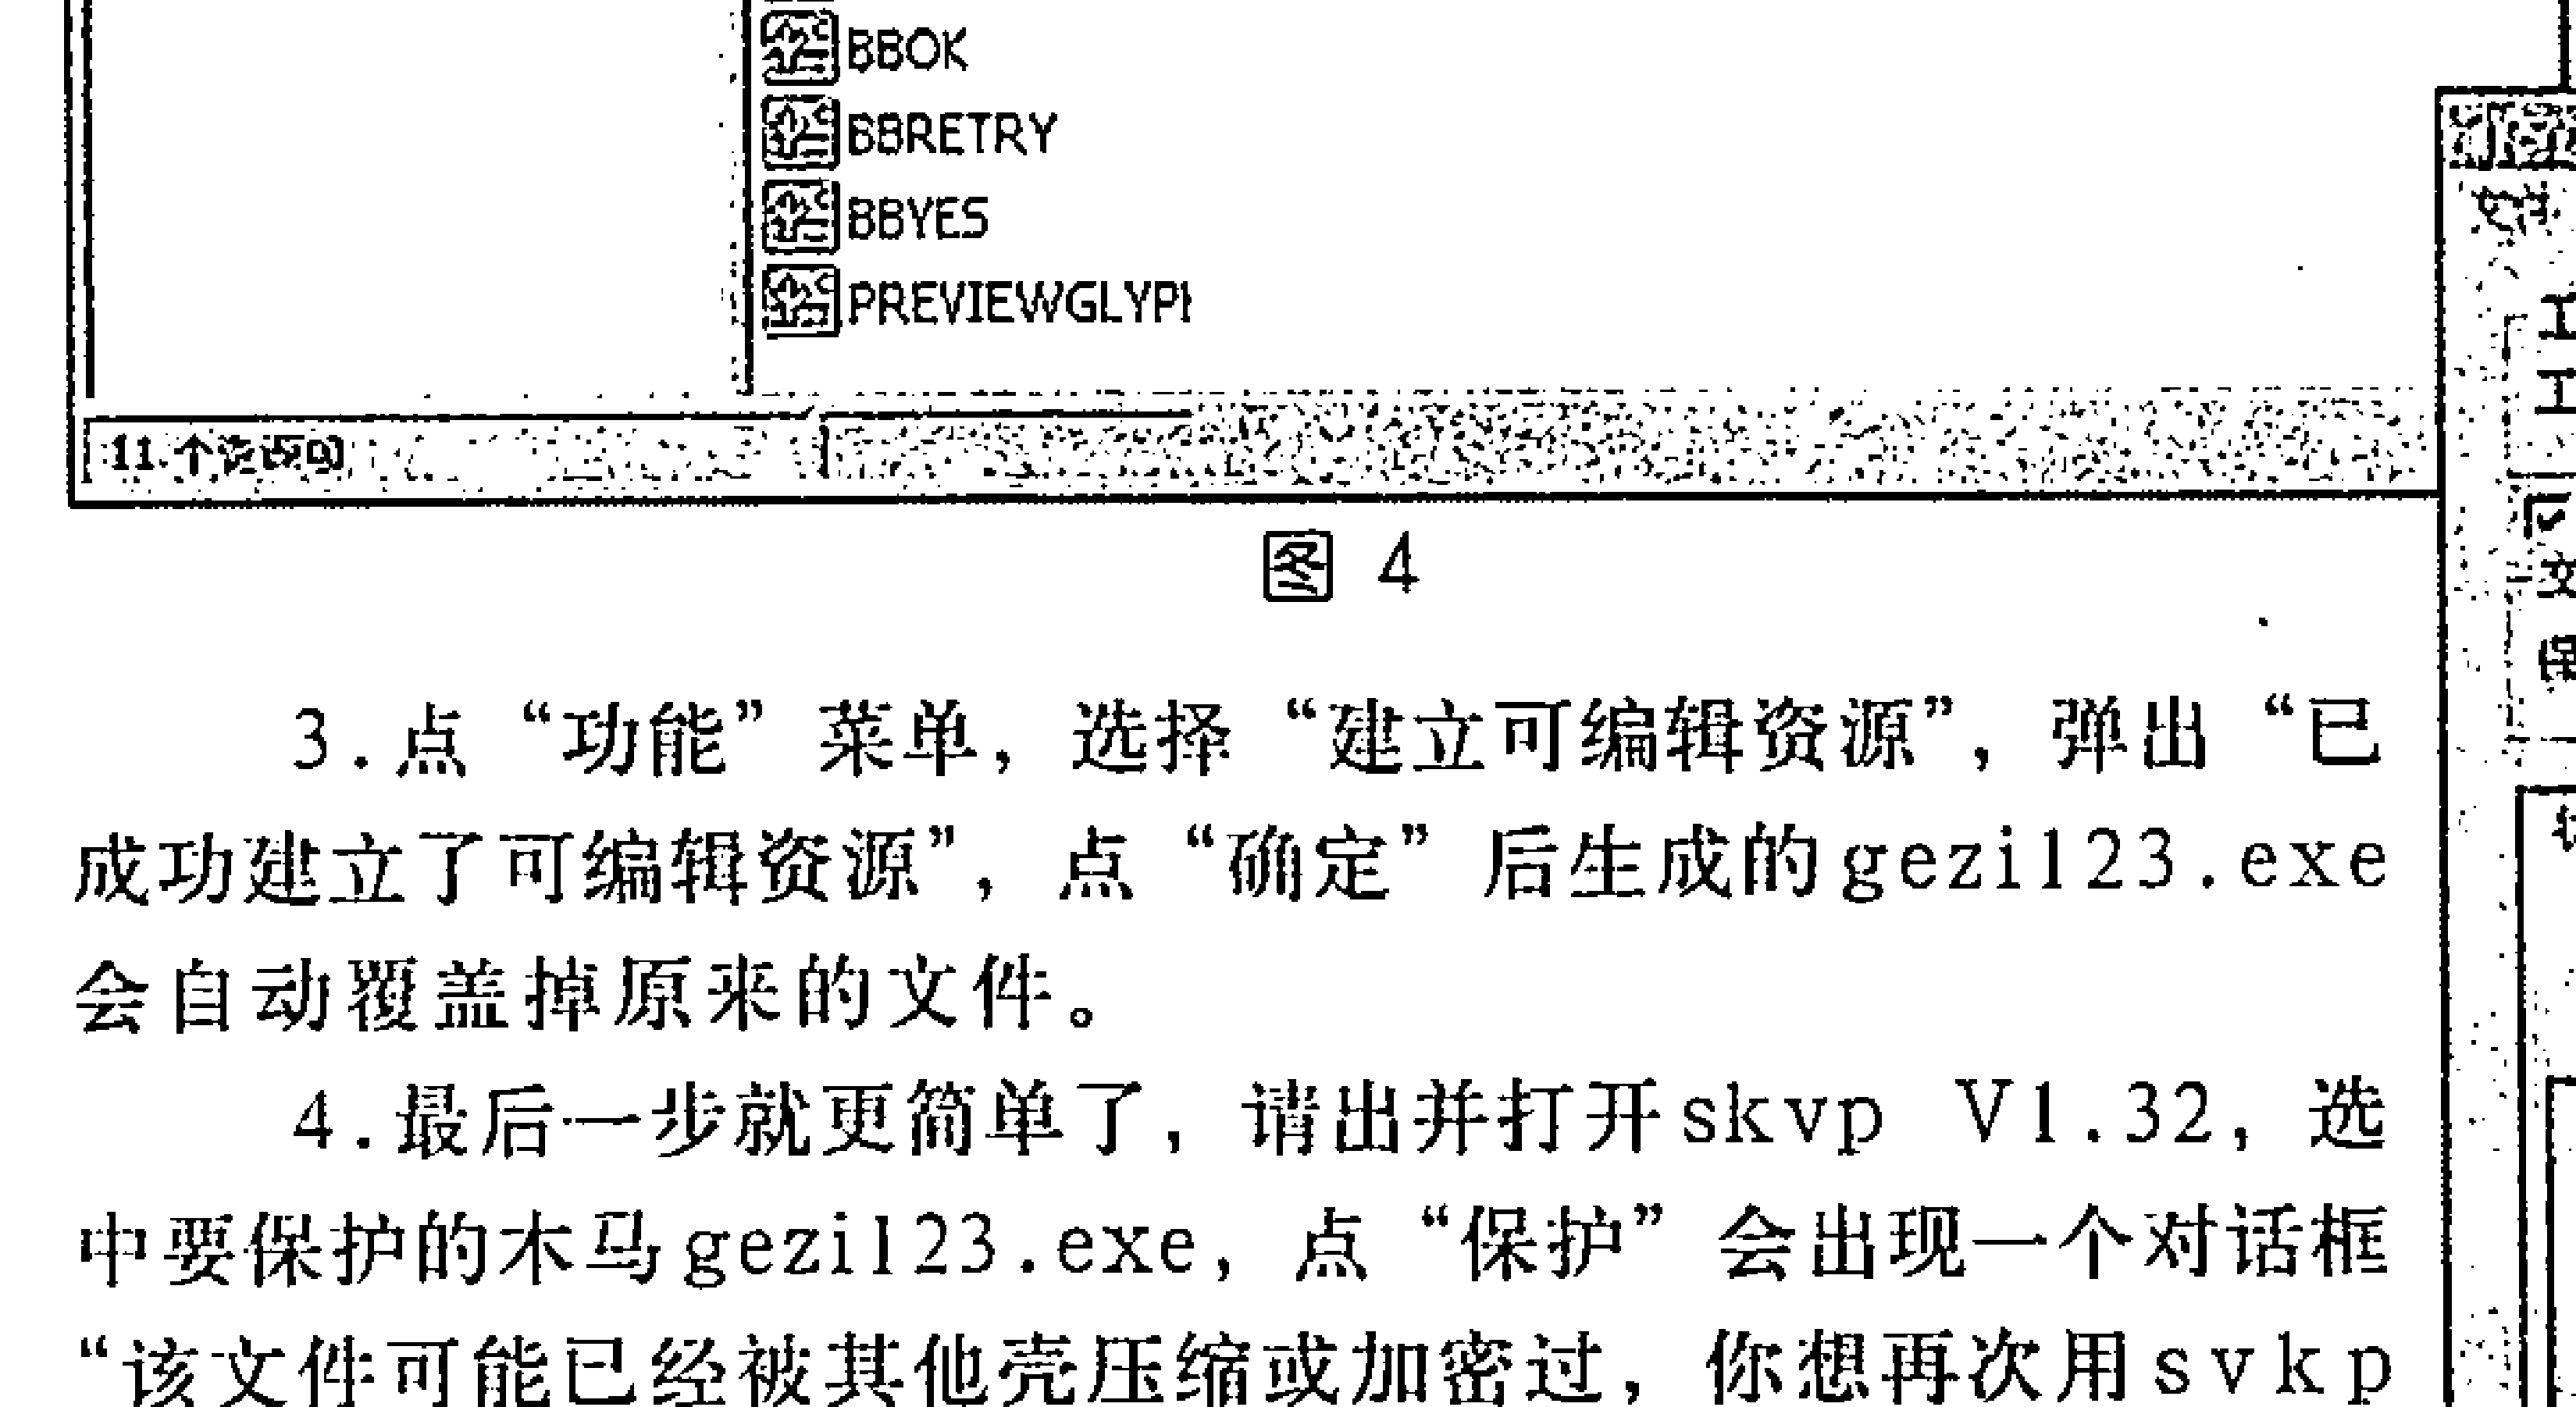 BBOK
BBRETRY
BBYES
PREVIEWGLYPH
图 4
3.点“功能”菜单，选择“建立可编辑资源”，弹出“已
成功建立了可编辑资源”，点“确定”后生成的gezi123.exe
会自动覆盖掉原来的文件。
4.最后一步就更简单了，请出并打开skvp V1.32，选
中要保护的木马gezi123.exe，点“保护”会出现一个对话框
“该文件可能已经被其他壳压缩或加密过，你想再次用svkp